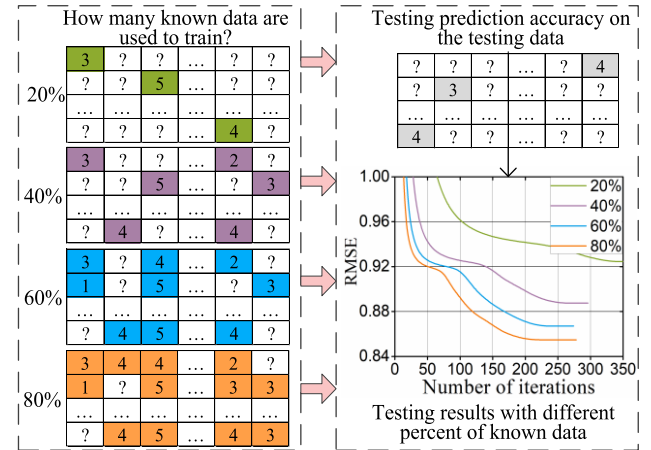 How many known data are
used to train?
20%
3 ? ? ... ? ?
? ? 5 ... ? ?
... ... ... ... ... ...
? ? ? ... 4 ?
40%
3 ? ? ... 2 ?
? ? 5 ... ? 3
... ... ... ... ... ...
? 4 ? ... 4 ?
60%
3 ? 4 ... 2 ?
1 ? 5 ... ? 3
... ... ... ... ... ...
? 4 5 ... 4 ?
80%
3 4 4 ... 2 ?
1 ? 5 ... 3 3
... ... ... ... ... ...
? 4 5 ... 4 3
Testing prediction accuracy on
the testing data
? ? ? ... ? 4
? 3 ? ... ? ?
... ... ... ... ... ...
4 ? ? ... ? ?
RMSE
1.00
0.96
0.92
0.88
0.84
20%
40%
60%
80%
0 50 100 150 200 250 300 350
Number of iterations
Testing results with different
percent of known data